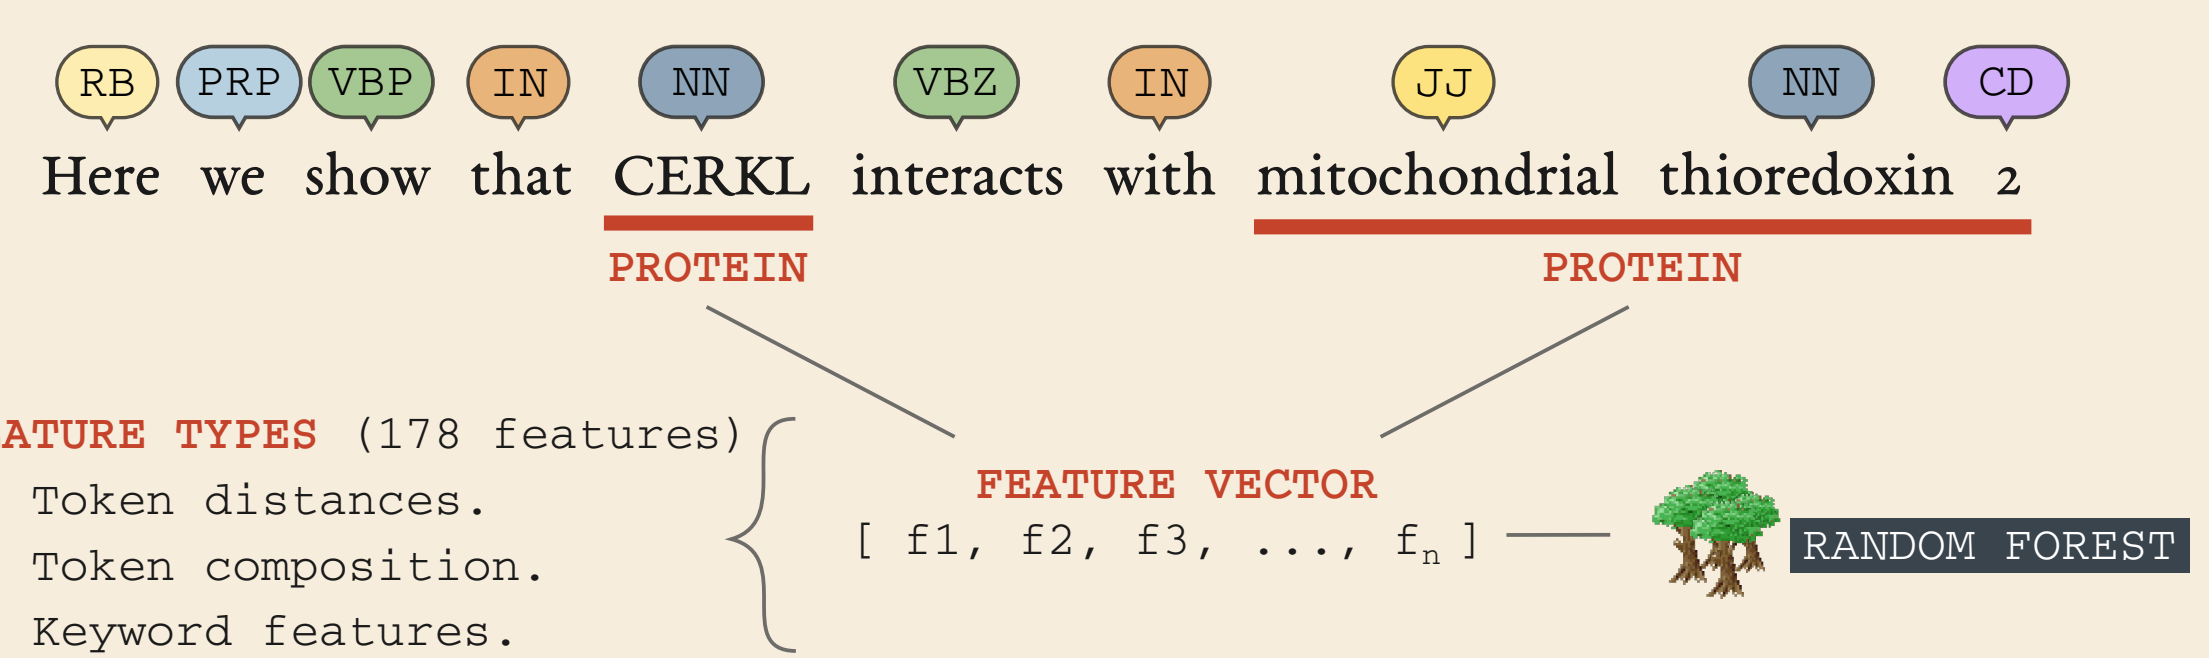 RB PRP VBP IN NN VBZ IN JJ NN CD
Here we show that CERKL interacts with mitochondrial thioredoxin 2
PROTEIN PROTEIN
ATURE TYPES (178 features)
Token distances.
Token composition.
Keyword features.
FEATURE VECTOR
[ f1, f2, f3, ..., fn ]
RANDOM FOREST